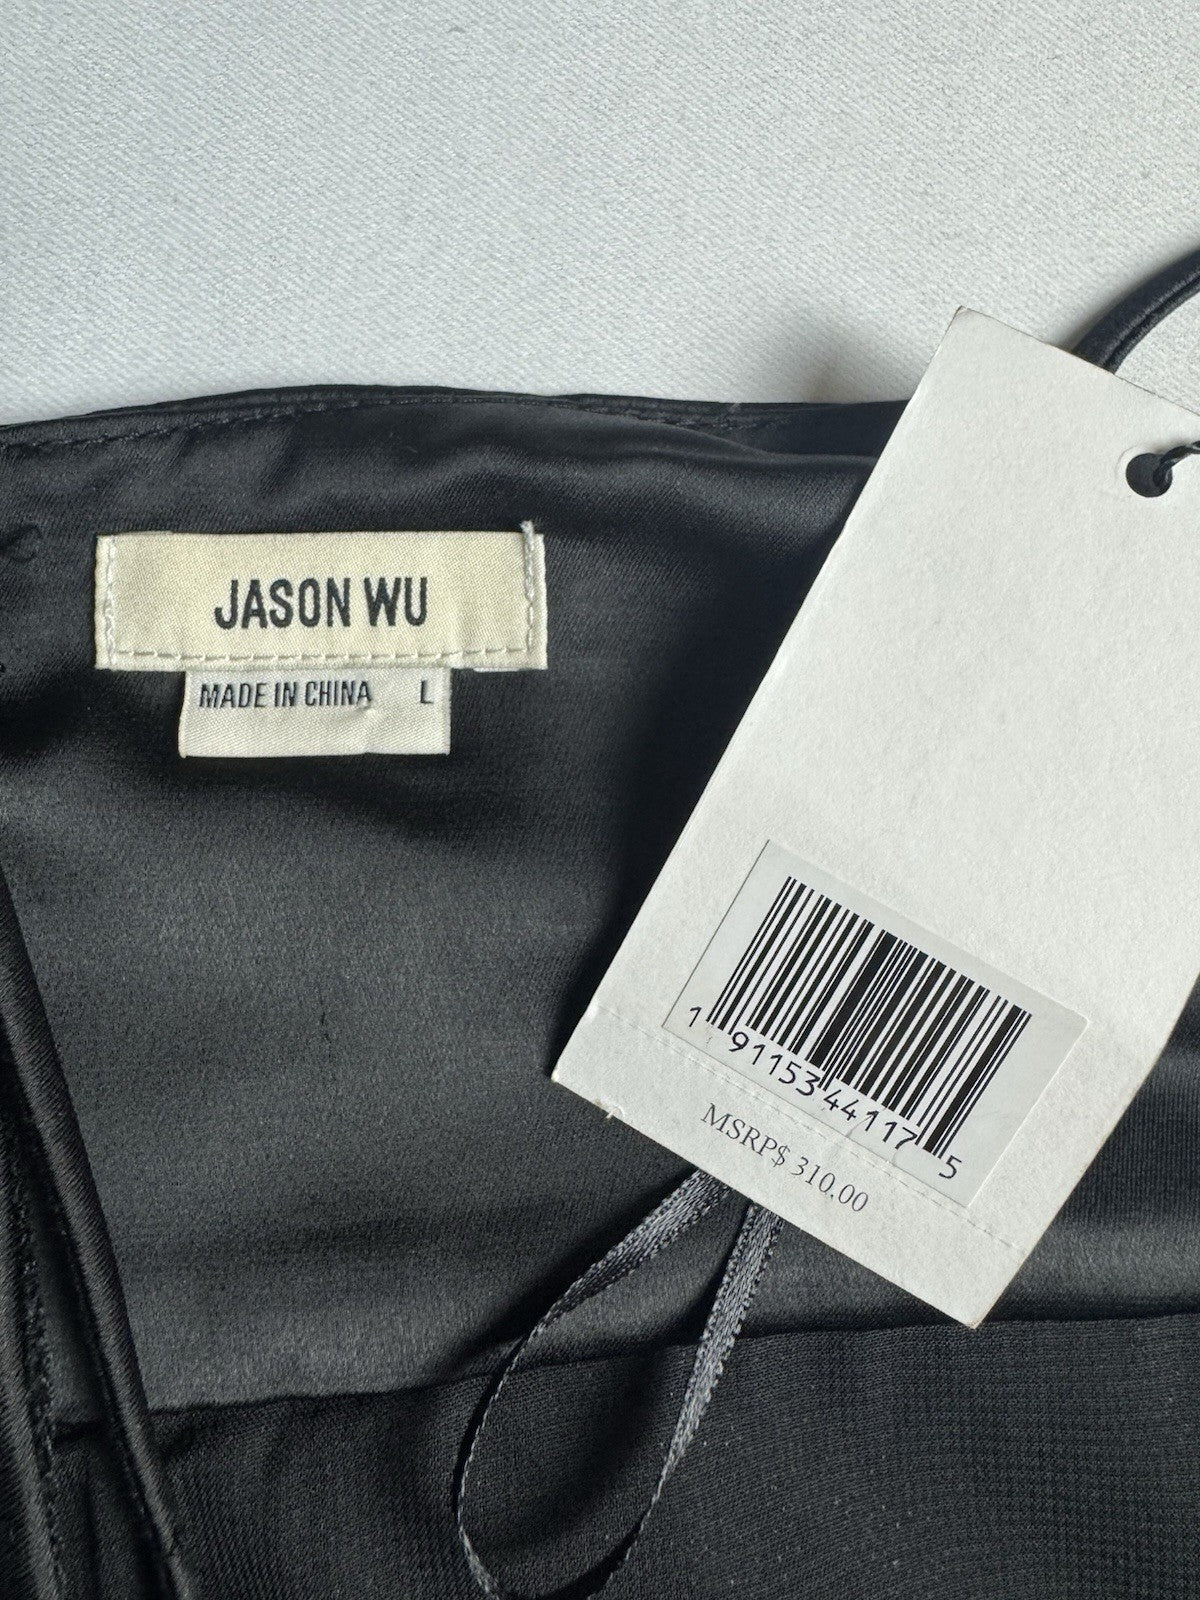 JASON WU
MADE IN CHINA L
1 91153 44117 5
MSRP$ 310.00